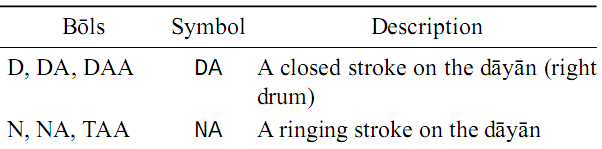 Bōls Symbol Description
D, DA, DAA DA A closed stroke on the dāyān (right
drum)
N, NA, TAA NA A ringing stroke on the dāyān